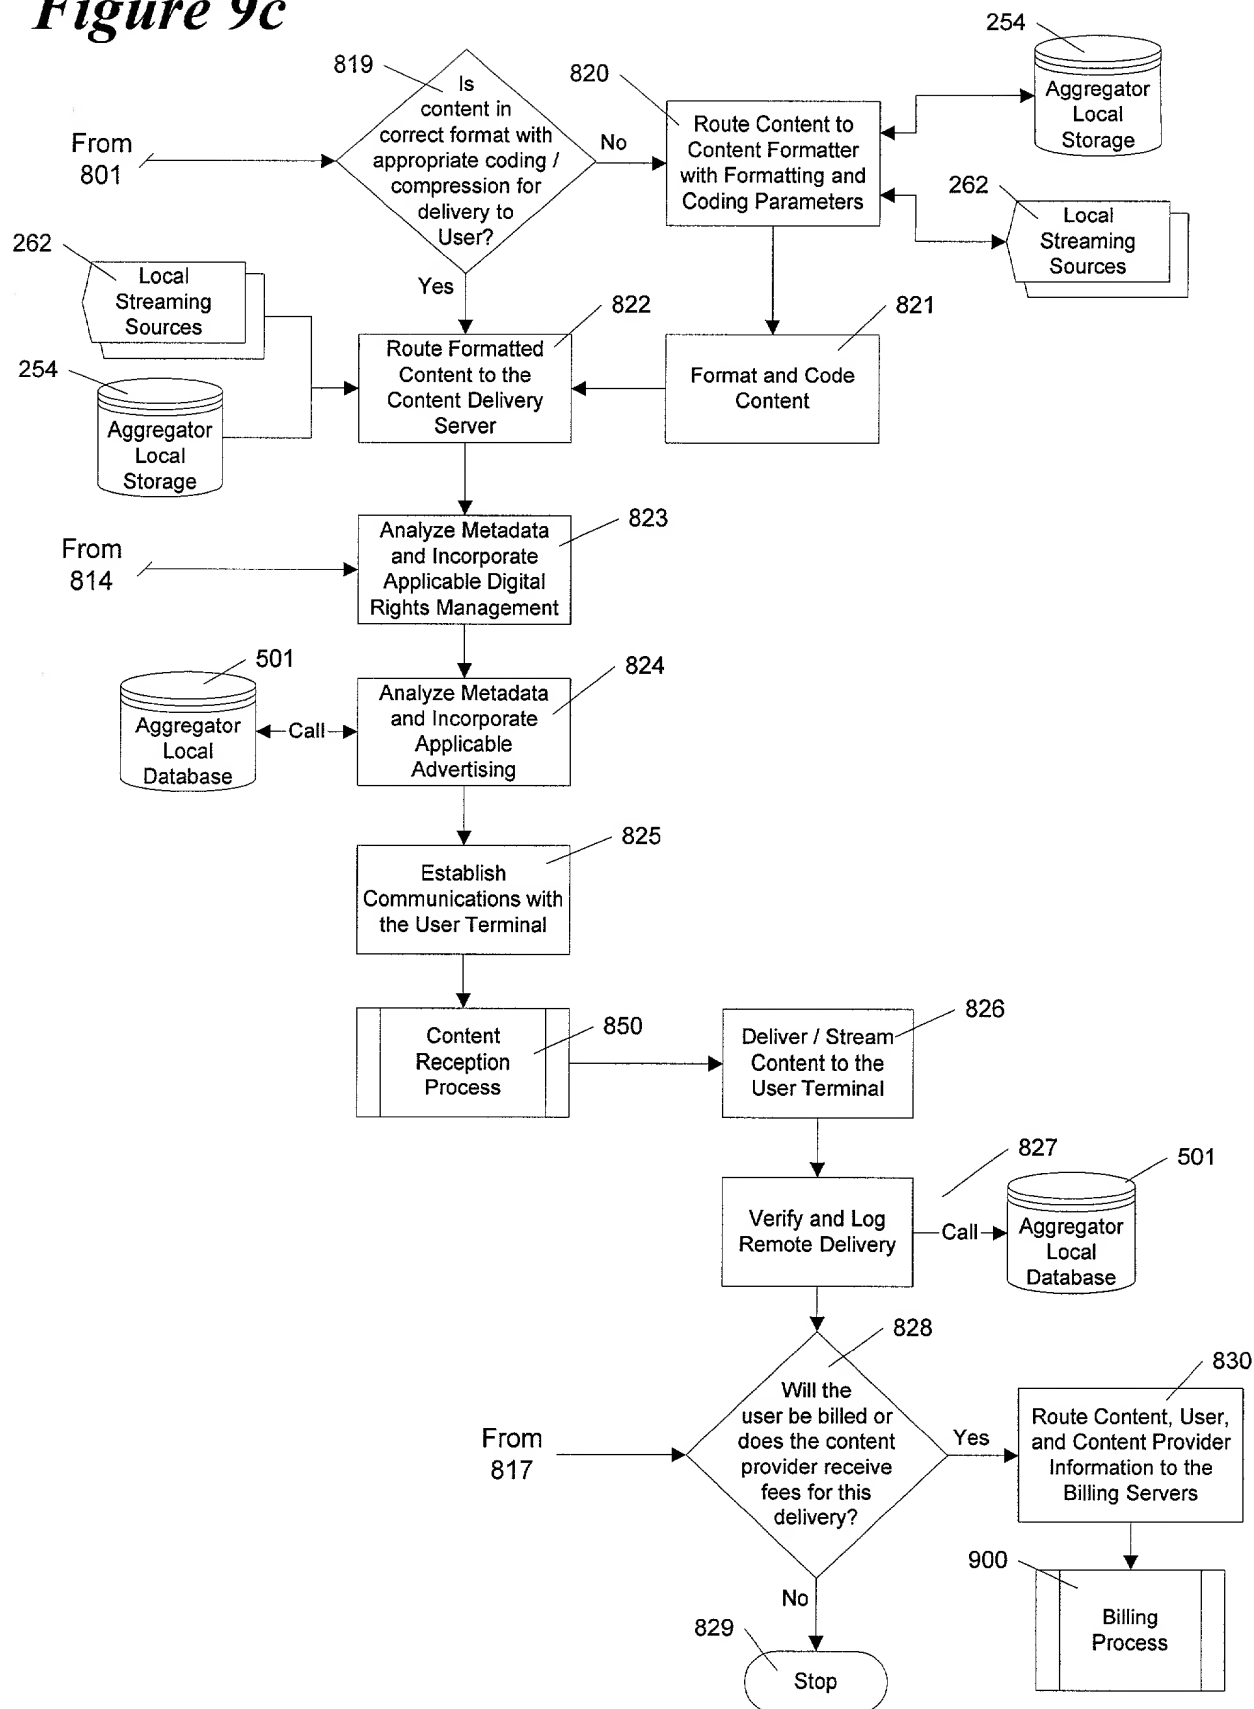 Figure 9c
254
819
820
Is
content in
correct format with
appropriate coding /
compression for
delivery to
User?
Aggregator
Local
Storage
From
801
No
Route Content to
Content Formatter
with Formatting and
Coding Parameters
262
Local
Streaming
Sources
262
Local
Streaming
Sources
Yes
822
821
254
Route Formatted
Content to the
Content Delivery
Server
Format and Code
Content
Aggregator
Local
Storage
823
From
814
Analyze Metadata
and Incorporate
Applicable Digital
Rights Management
501
824
Aggregator
Local
Database
Call
Analyze Metadata
and Incorporate
Applicable
Advertising
825
Establish
Communications with
the User Terminal
850
826
Content
Reception
Process
Deliver / Stream
Content to the
User Terminal
827
501
Verify and Log
Remote Delivery
Call
Aggregator
Local
Database
828
830
From
817
Will the
user be billed or
does the content
provider receive
fees for this
delivery?
Yes
Route Content, User,
and Content Provider
Information to the
Billing Servers
900
No
Billing
Process
829
Stop